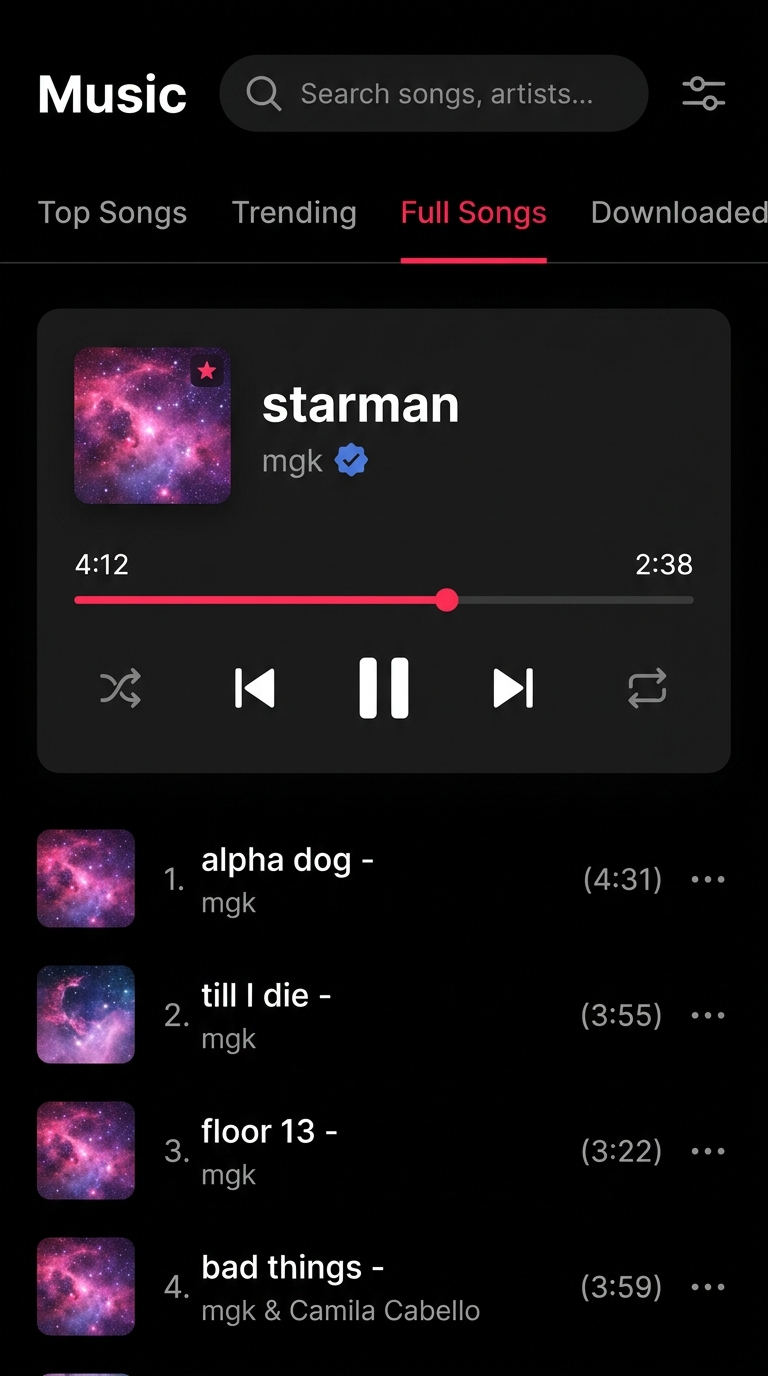 Music
Search songs, artists...
Top Songs Trending Full Songs Downloaded
starman
mgk
4:12 2:38
1. alpha dog - (4:31)
mgk
2. till I die - (3:55)
mgk
3. floor 13 - (3:22)
mgk
4. bad things - (3:59)
mgk & Camila Cabello